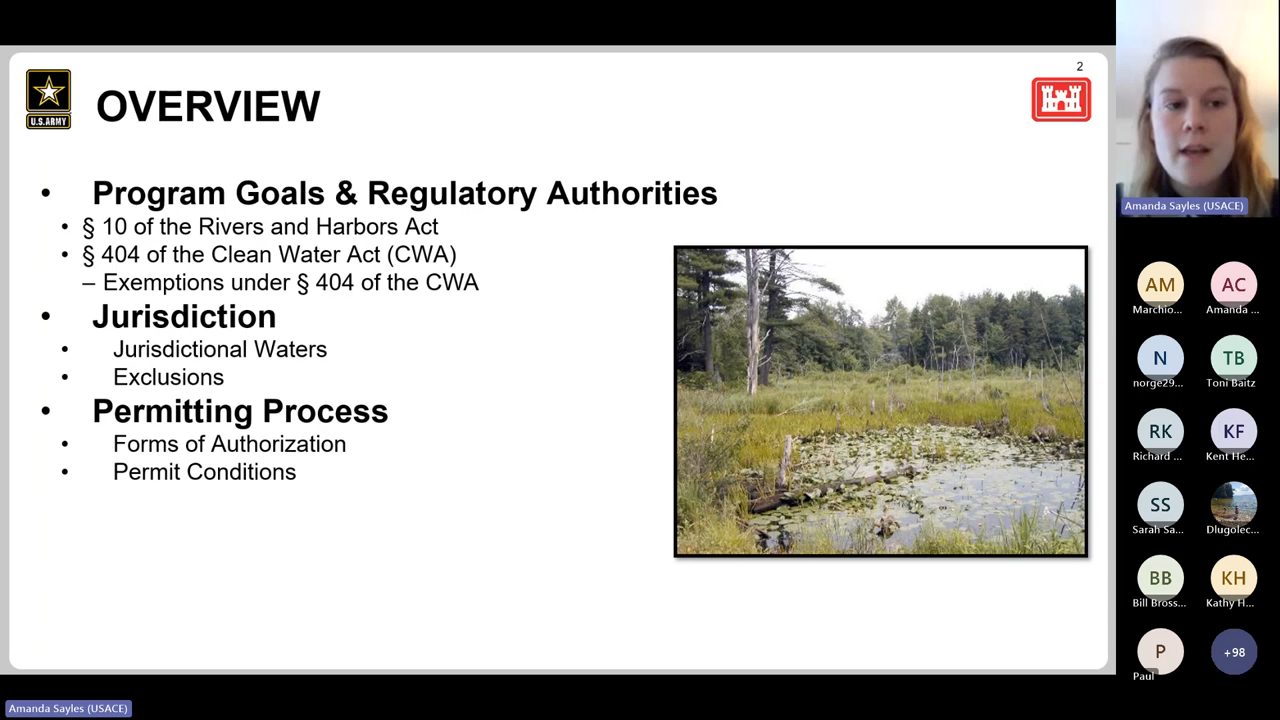 2
U.S.ARMY
OVERVIEW
• Program Goals & Regulatory Authorities
• § 10 of the Rivers and Harbors Act
• § 404 of the Clean Water Act (CWA)
– Exemptions under § 404 of the CWA
• Jurisdiction
• Jurisdictional Waters
• Exclusions
• Permitting Process
• Forms of Authorization
• Permit Conditions
Amanda Sayles (USACE)
AM
AC
Marchio...
Amanda ...
N
TB
norge29...
Toni Baitz
RK
KF
Richard ...
Kent He...
SS
Sarah Sa...
Dlugolec...
BB
KH
Bill Bross...
Kathy H...
P
+98
Paul
Amanda Sayles (USACE)